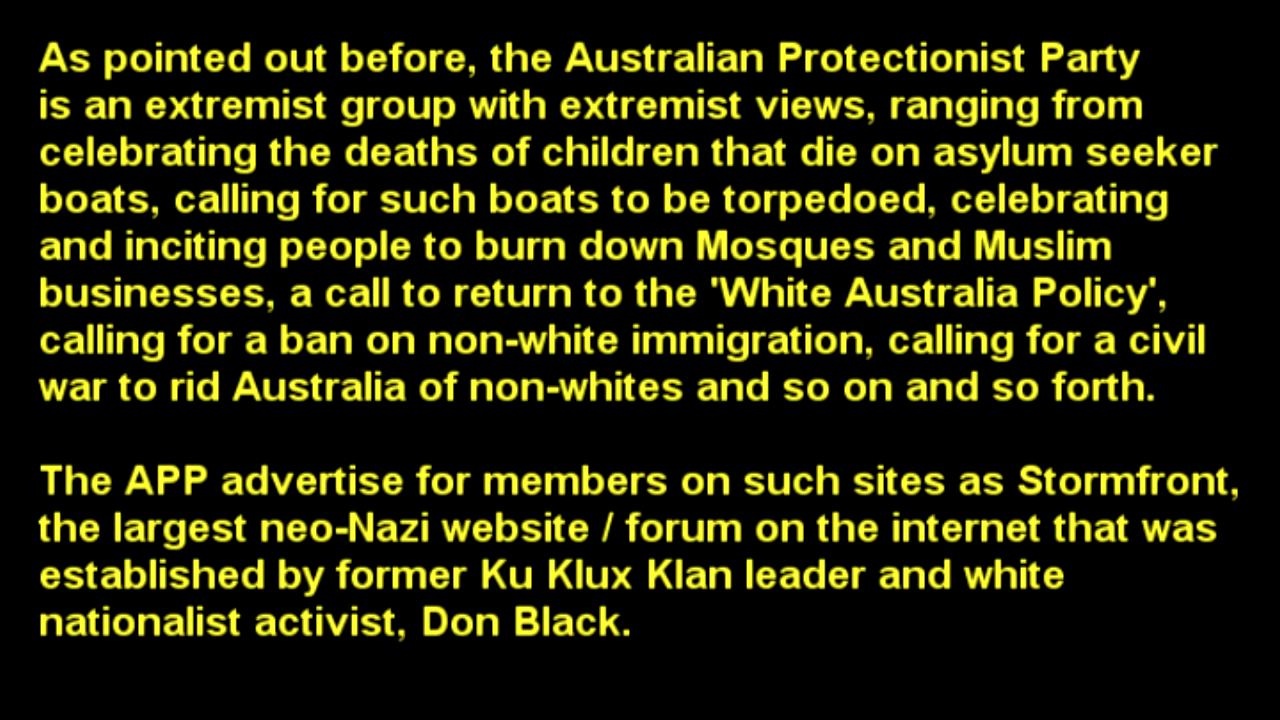 As pointed out before, the Australian Protectionist Party
is an extremist group with extremist views, ranging from
celebrating the deaths of children that die on asylum seeker
boats, calling for such boats to be torpedoed, celebrating
and inciting people to burn down Mosques and Muslim
businesses, a call to return to the 'White Australia Policy',
calling for a ban on non-white immigration, calling for a civil
war to rid Australia of non-whites and so on and so forth.
The APP advertise for members on such sites as Stormfront,
the largest neo-Nazi website / forum on the internet that was
established by former Ku Klux Klan leader and white
nationalist activist, Don Black.